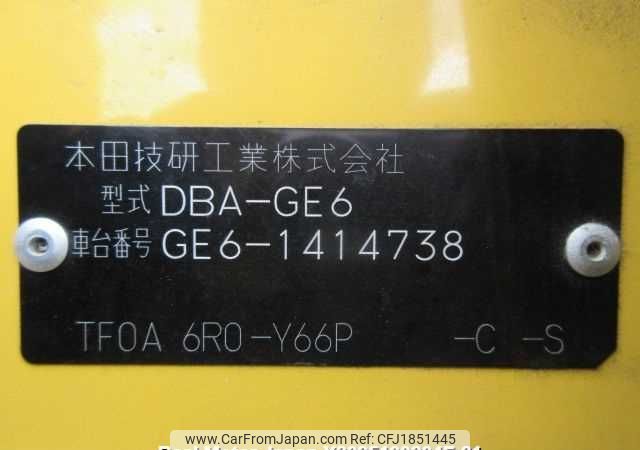 本田技研工業株式会社
型式 DBA-GE6
車台番号 GE6-1414738
TF0A 6R0-Y66P -C -S
www.CarFromJapan.com Ref: CFJ1851445